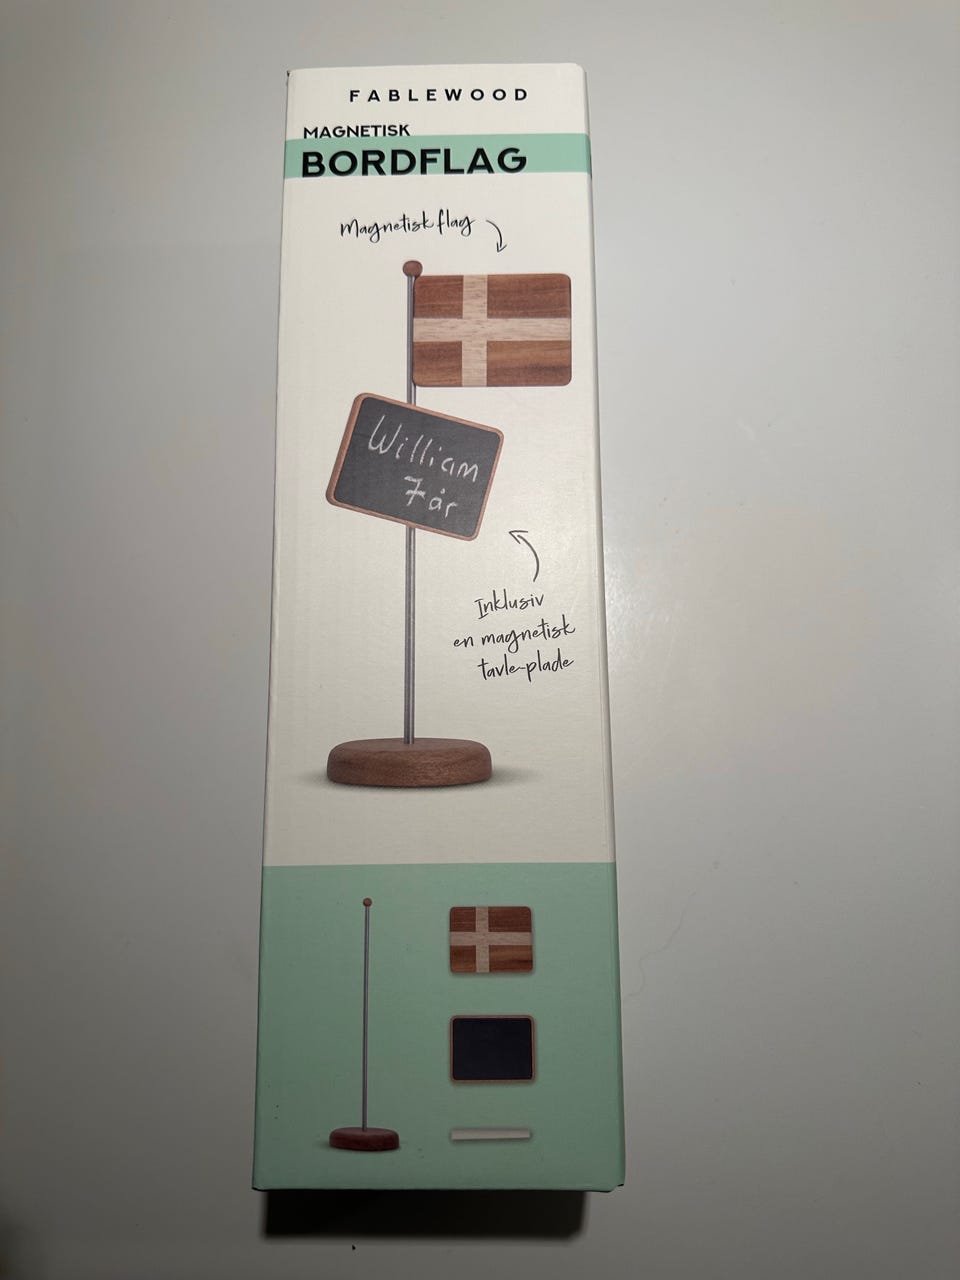 FABLEWOOD
MAGNETISK
BORDFLAG
Magnetisk flag
William
7 år
Inklusiv
en magnetisk
tavle-plade